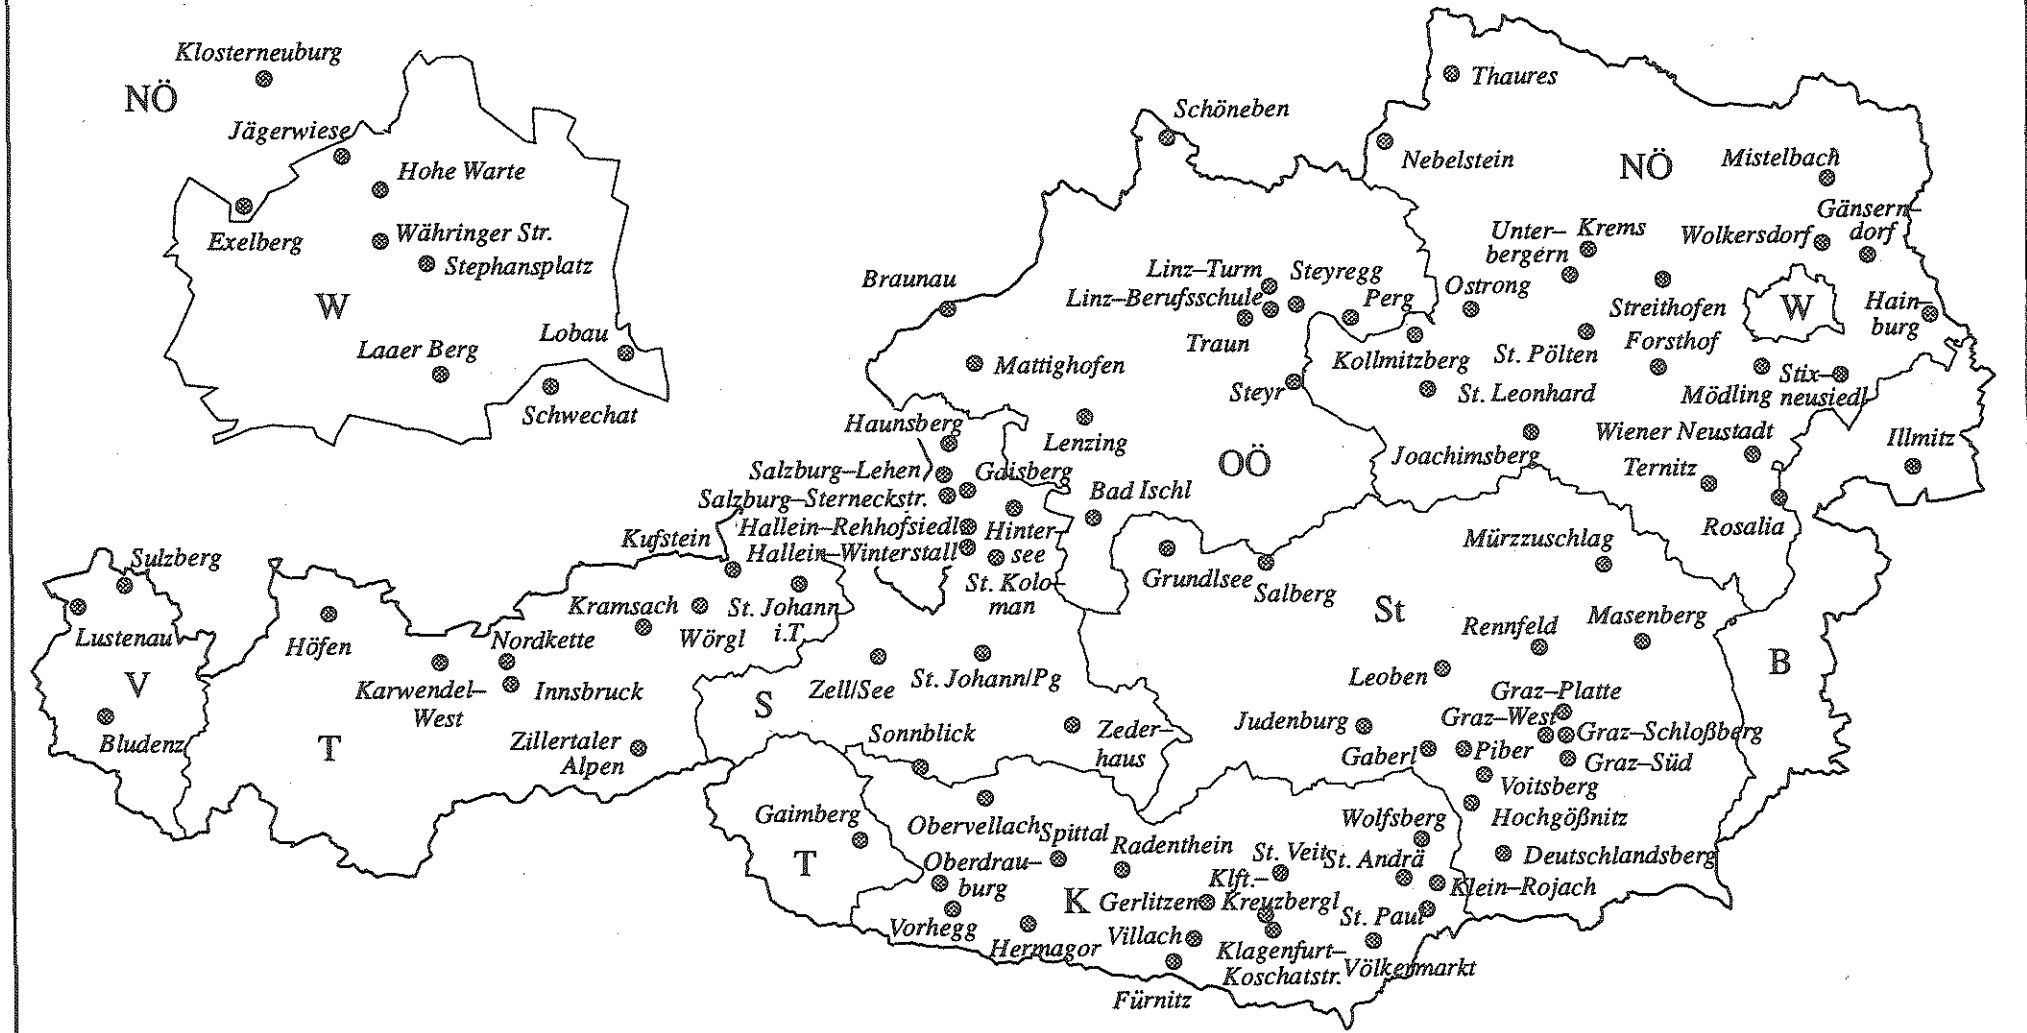 Klosterneuburg
NÖ
Jägerwiese
Hohe Warte
Exelberg
Währinger Str.
Stephansplatz
W
Lobau
Laaer Berg
Schwechat
Thaures
Schöneben
Nebelstein
NÖ
Mistelbach
Gänsern–
dorf
Unter–
bergern
Krems
Wolkersdorf
Braunau
Linz–Turm
Steyregg
Linz–Berufsschule
Perg
Ostrong
Streithofen
W
Hain–
burg
Traun
Kollmitzberg
St. Pölten
Forsthof
Mattighofen
Steyr
St. Leonhard
Mödling
Stix–
neusiedl
Haunsberg
Lenzing
OÖ
Joachimsberg
Wiener Neustadt
Illmitz
Ternitz
Salzburg–Lehen
Gaisberg
Salzburg–Sterneckstr.
Bad Ischl
Rosalia
Kufstein
Hallein–Rehhofsiedl
Hallein–Winterstall
Hinter–
see
St. Kolo–
man
Grundlsee
Salberg
Mürzzuschlag
Sulzberg
Lustenau
Höfen
Kramsach
Wörgl
St. Johann
i.T
St
Masenberg
Rennfeld
Nordkette
V
Karwendel–
West
Innsbruck
Zell/See
St. Johann/Pg
Leoben
B
S
Graz–Platte
Graz–West
Graz–Schloßberg
Graz–Süd
Bludenz
T
Zillertaler
Alpen
Sonnblick
Zeder–
haus
Judenburg
Gaberl
Piber
Voitsberg
Hochgößnitz
Gaimberg
T
Obervellach
Spittal
Radenthein
Wolfsberg
Oberdrau–
burg
St. Veit
St. Andrä
Deutschlandsberg
Klft.–
Kreuzbergl
Klein–Rojach
K
Gerlitzen
St. Paul
Vorhegg
Hermagor
Villach
Klagenfurt–
Koschatstr.
Völkermarkt
Fürnitz